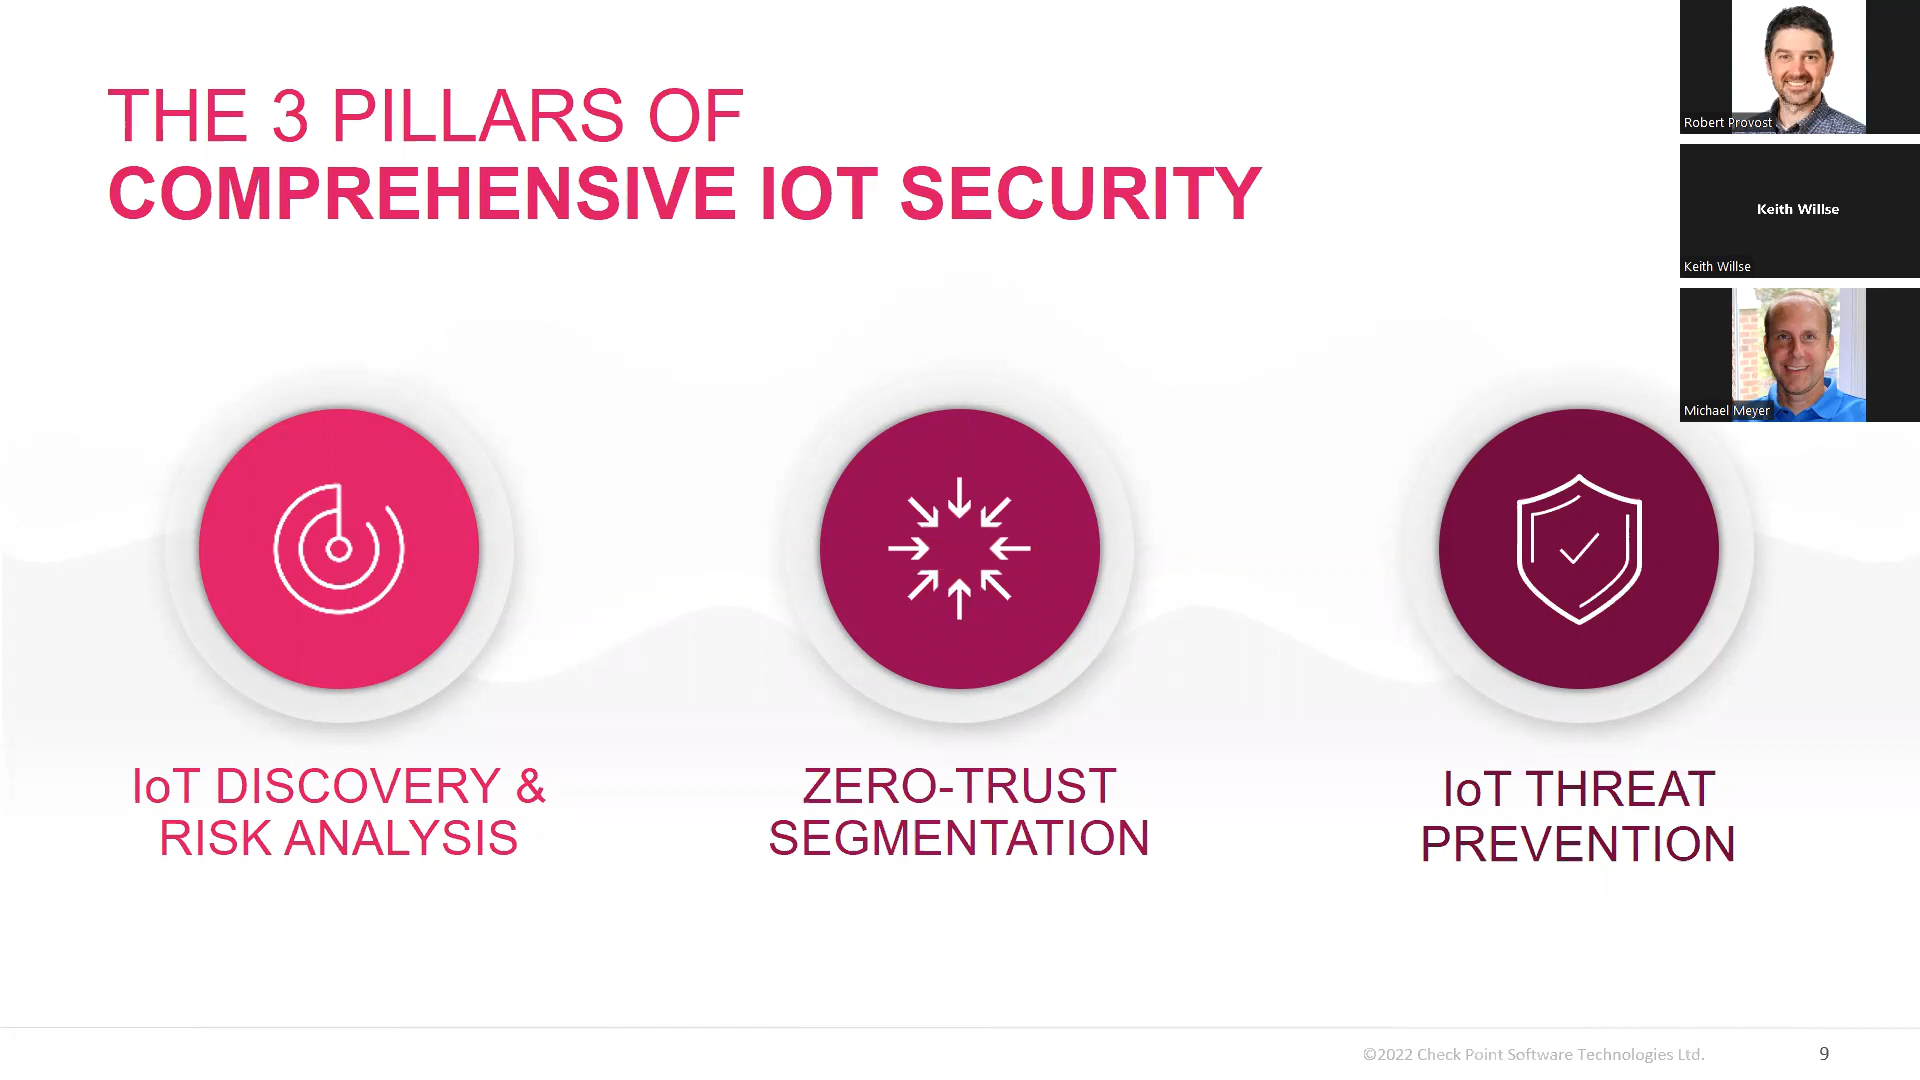 THE 3 PILLARS OF
COMPREHENSIVE IOT SECURITY
Robert Provost
Keith Willse
Keith Willse
Michael Meyer
IoT DISCOVERY &
RISK ANALYSIS
ZERO-TRUST
SEGMENTATION
IoT THREAT
PREVENTION
©2022 Check Point Software Technologies Ltd.
9